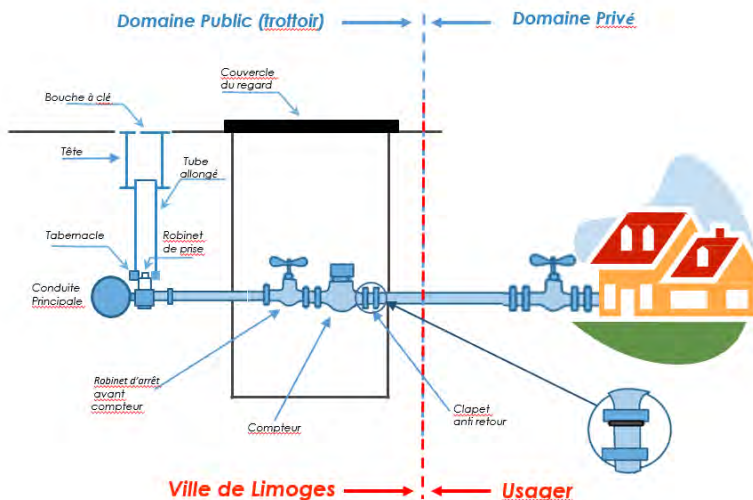 Domaine Public (trottoir)
Domaine Privé
Couvercle
du regard
Bouche à clé
Tête
Tube
allongé
Tabernacle
Robinet
de prise
Conduite
Principale
Robinet d'arrêt
avant
compteur
Compteur
Clapet
anti retour
Ville de Limoges
Usager